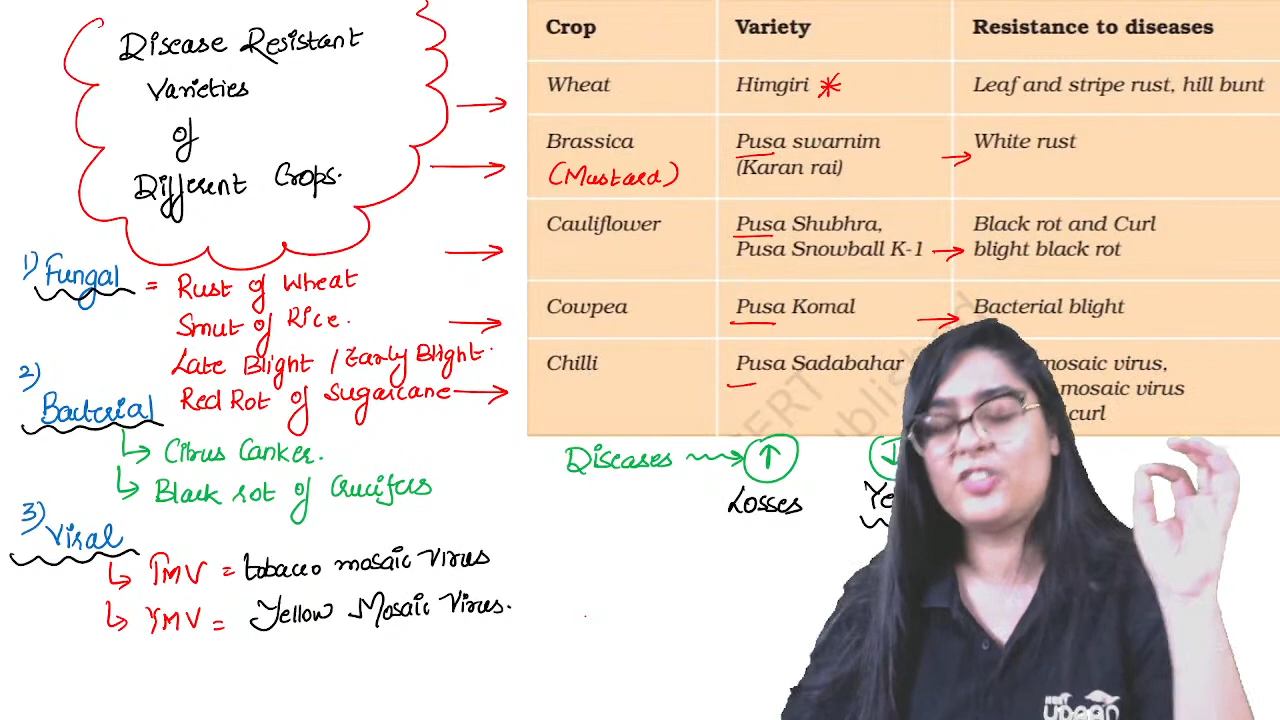 Disease Resistant
Varieties
of
Different Crops.
1) Fungal = Rust of Wheat
Smut of Rice.
Late Blight / Early Blight.
Red Rot of Sugarcane
2) Bacterial
Citrus Canker.
Black rot of Crucifers
3) Viral
TMV = tobacco mosaic Virus
YMV = Yellow Mosaic Virus.
Crop Variety Resistance to diseases
Wheat Himgiri * Leaf and stripe rust, hill bunt
Brassica Pusa swarnim White rust
(Mustard) (Karan rai)
Cauliflower Pusa Shubhra, Black rot and Curl
Pusa Snowball K-1 blight black rot
Cowpea Pusa Komal Bacterial blight
Chilli Pusa Sadabahar mosaic virus,
mosaic virus
curl
Diseases ↑ ↓
Losses Ye